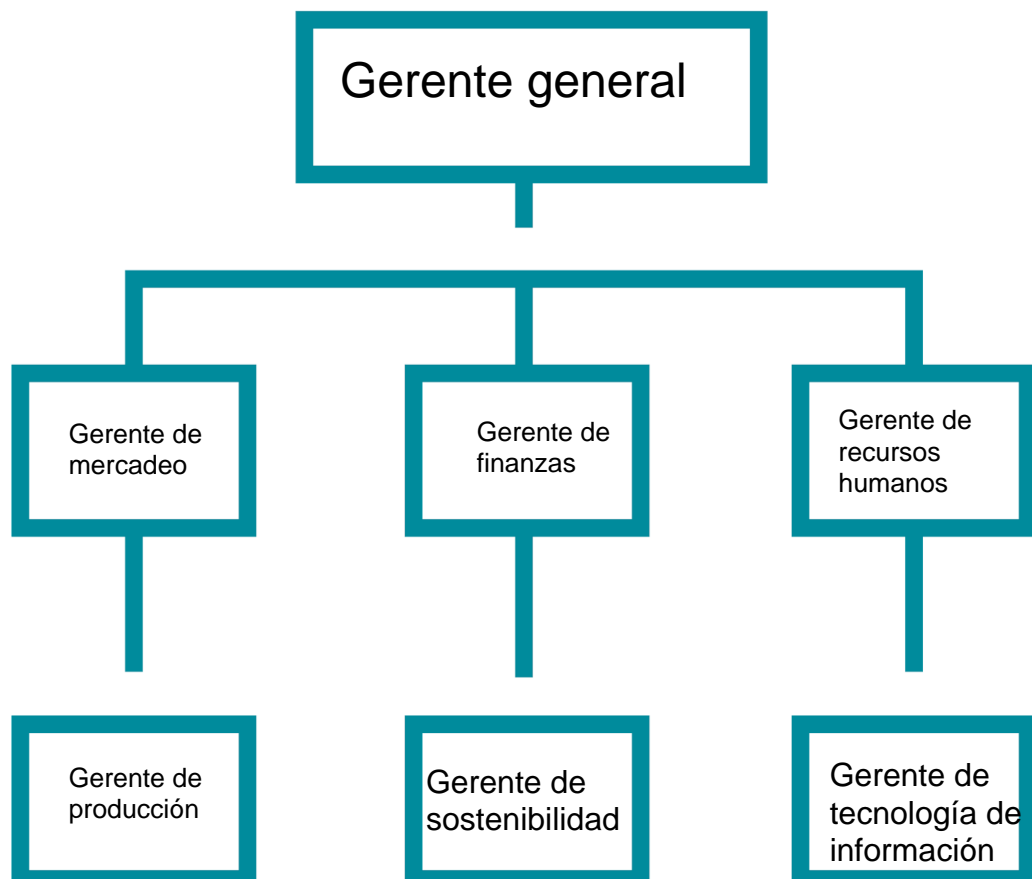 Gerente general
Gerente de
mercadeo
Gerente de
finanzas
Gerente de
recursos
humanos
Gerente de
producción
Gerente de
sostenibilidad
Gerente de
tecnología de
información